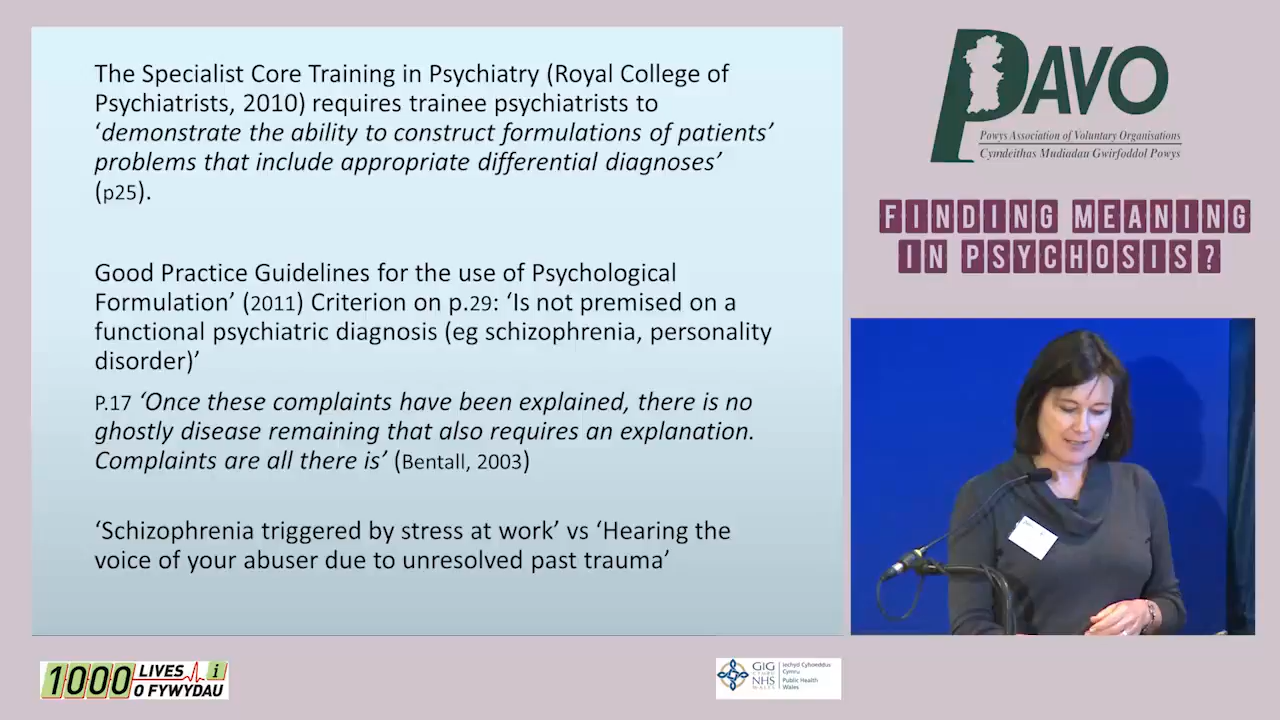 The Specialist Core Training in Psychiatry (Royal College of
Psychiatrists, 2010) requires trainee psychiatrists to
‘demonstrate the ability to construct formulations of patients’
problems that include appropriate differential diagnoses’
(p25).
Good Practice Guidelines for the use of Psychological
Formulation’ (2011) Criterion on p.29: ‘Is not premised on a
functional psychiatric diagnosis (eg schizophrenia, personality
disorder)’
P.17 ‘Once these complaints have been explained, there is no
ghostly disease remaining that also requires an explanation.
Complaints are all there is’ (Bentall, 2003)
‘Schizophrenia triggered by stress at work’ vs ‘Hearing the
voice of your abuser due to unresolved past trauma’
PAVO
Powys Association of Voluntary Organisations
Cymdeithas Mudiadau Gwirfoddol Powys
FINDING MEANING
IN PSYCHOSIS?
1000 LIVES i
O FYWYDAU
GIG
CYMRU
NHS
WALES
Iechyd Cyhoeddus
Cymru
Public Health
Wales